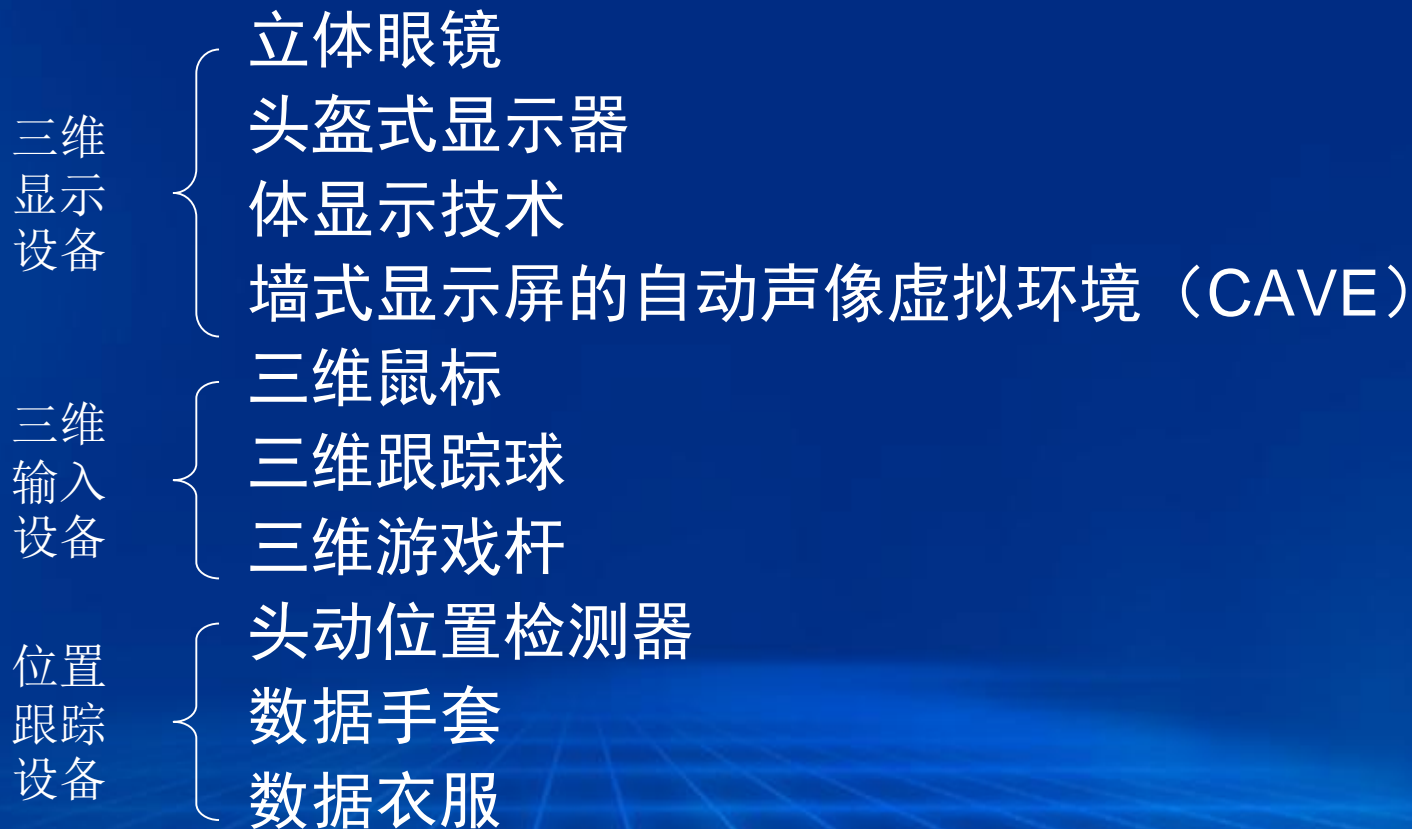 三维
显示
设备
立体眼镜
头盔式显示器
体显示技术
墙式显示屏的自动声像虚拟环境（CAVE）
三维
输入
设备
三维鼠标
三维跟踪球
三维游戏杆
位置
跟踪
设备
头动位置检测器
数据手套
数据衣服